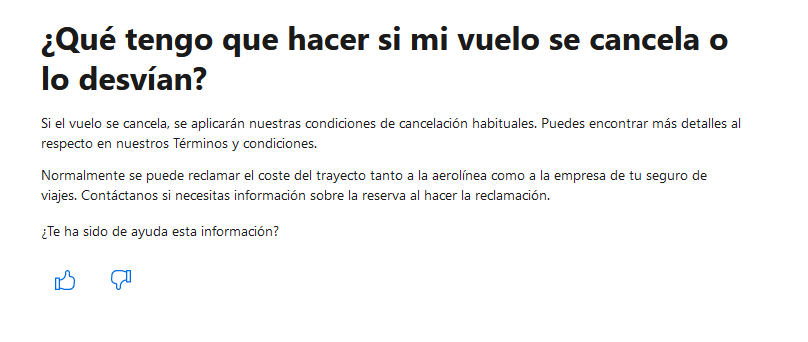 ¿Qué tengo que hacer si mi vuelo se cancela o
lo desvían?
Si el vuelo se cancela, se aplicarán nuestras condiciones de cancelación habituales. Puedes encontrar más detalles al
respecto en nuestros Términos y condiciones.
Normalmente se puede reclamar el coste del trayecto tanto a la aerolínea como a la empresa de tu seguro de
viajes. Contáctanos si necesitas información sobre la reserva al hacer la reclamación.
¿Te ha sido de ayuda esta información?